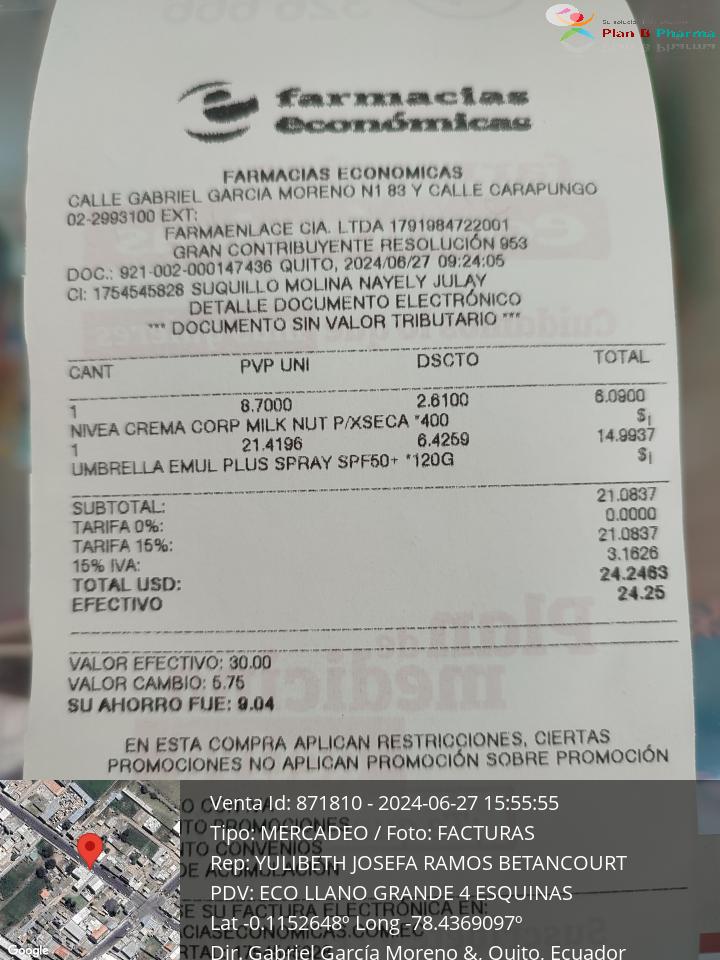 Su solución
Plan B Pharma
farmacias
económicas
FARMACIAS ECONOMICAS
CALLE GABRIEL GARCIA MORENO N1 83 Y CALLE CARAPUNGO
02-2993100 EXT:
FARMAENLACE CIA. LTDA 1791984722001
GRAN CONTRIBUYENTE RESOLUCIÓN 953
DOC.: 921-002-000147436 QUITO, 2024/06/27 09:24:05
CI: 1754545828 SUQUILLO MOLINA NAYELY JULAY
DETALLE DOCUMENTO ELECTRÓNICO
*** DOCUMENTO SIN VALOR TRIBUTARIO ***
CANT PVP UNI DSCTO TOTAL
1 8.7000 2.6100 6.0900
NIVEA CREMA CORP MILK NUT P/XSECA *400 $¡
1 21.4196 6.4259 14.9937
UMBRELLA EMUL PLUS SPRAY SPF50+ *120G $¡
SUBTOTAL: 21.0837
TARIFA 0%: 0.0000
TARIFA 15%: 21.0837
15% IVA: 3.1626
TOTAL USD: 24.2463
EFECTIVO 24.25
VALOR EFECTIVO: 30.00
VALOR CAMBIO: 5.75
SU AHORRO FUE: 9.04
EN ESTA COMPRA APLICAN RESTRICCIONES, CIERTAS
PROMOCIONES NO APLICAN PROMOCIÓN SOBRE PROMOCIÓN
Venta Id: 871810 - 2024-06-27 15:55:55
Tipo: MERCADEO / Foto: FACTURAS
Rep: YULIBETH JOSEFA RAMOS BETANCOURT
PDV: ECO LLANO GRANDE 4 ESQUINAS
Lat -0.1152648º Long -78.4369097º
Dir. Gabriel García Moreno &, Quito, Ecuador
Google